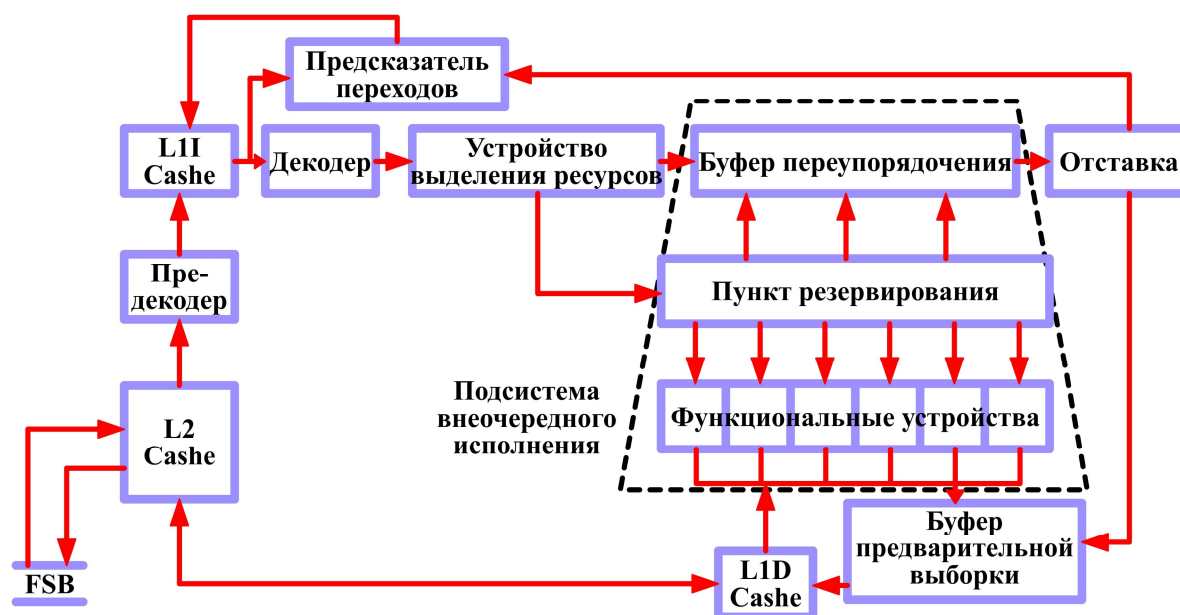 Предсказатель
переходов
L1I
Cashe
Декодер
Устройство
выделения ресурсов
Буфер переупорядочения
Отставка
Пре-
декодер
Пункт резервирования
L2
Cashe
Подсистема
внеочередного
исполнения
Функциональные устройства
FSB
L1D
Cashe
Буфер
предварительной
выборки